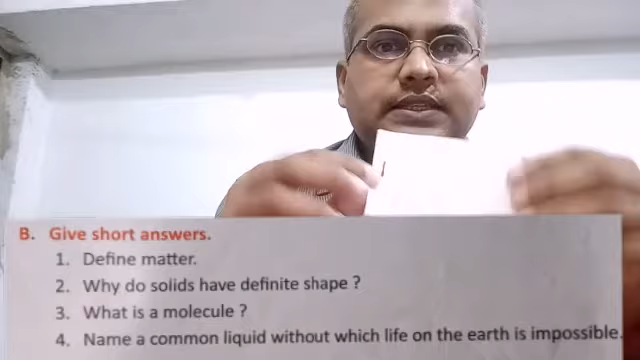 B. Give short answers.
1. Define matter.
2. Why do solids have definite shape ?
3. What is a molecule ?
4. Name a common liquid without which life on the earth is impossible.